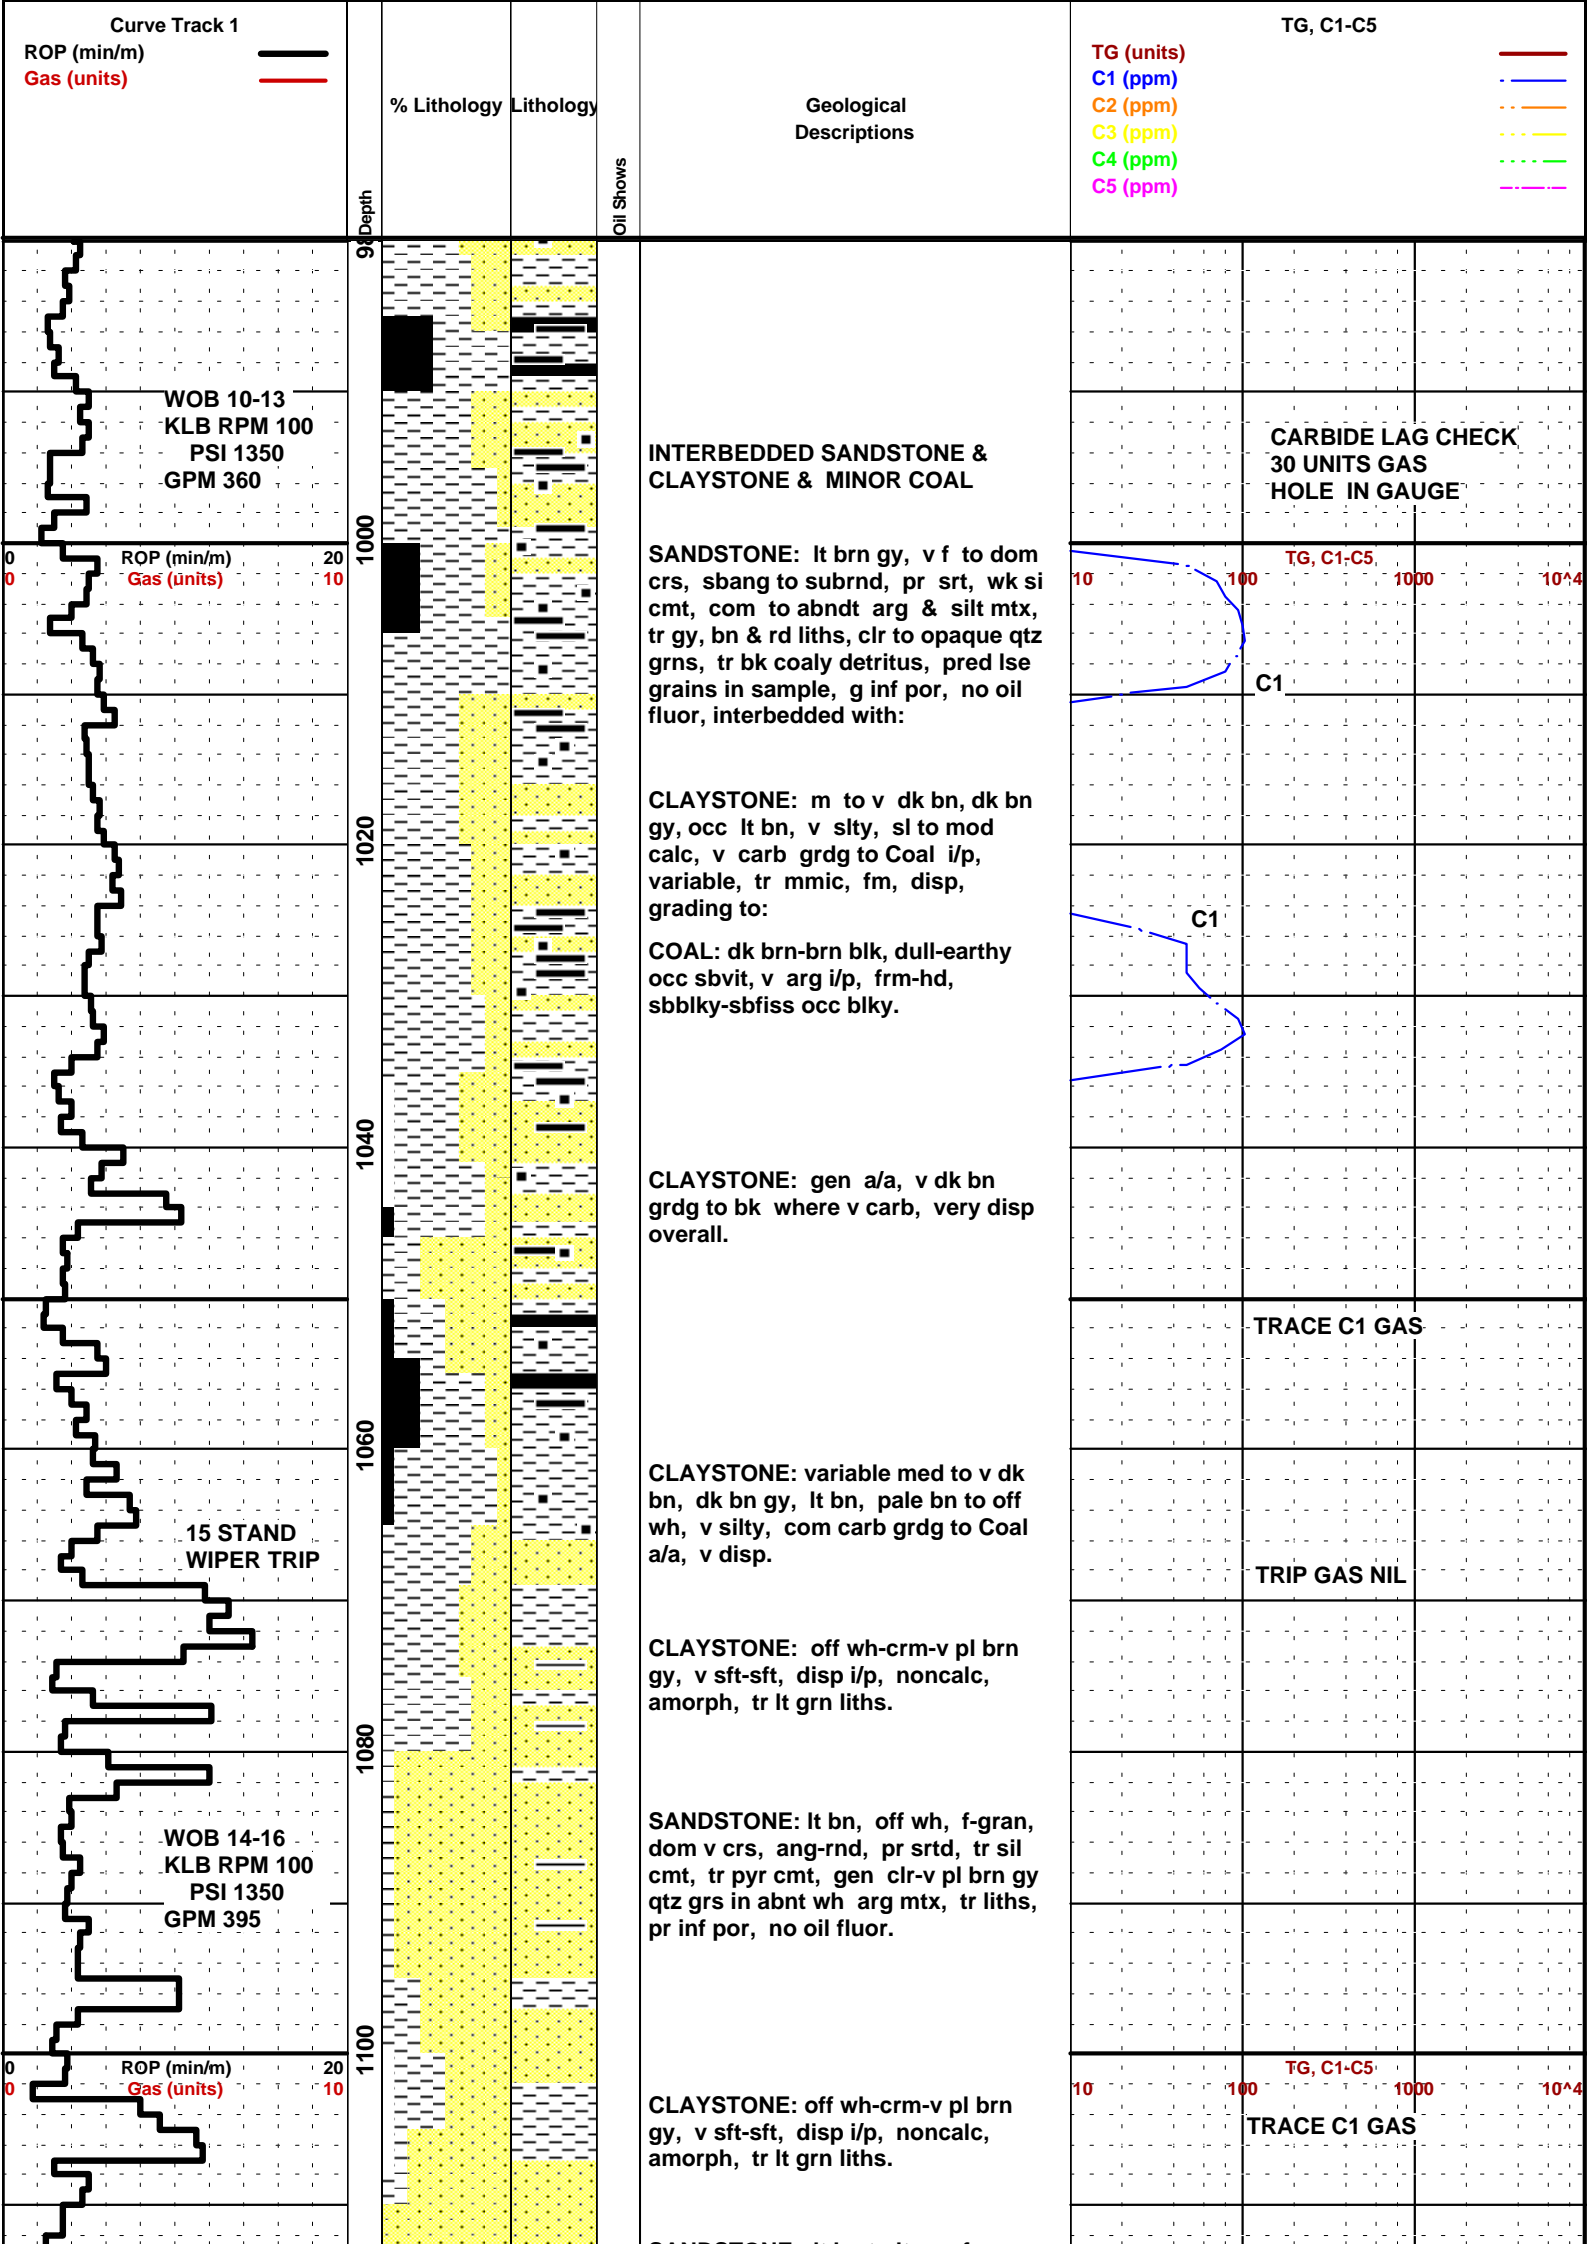 Curve Track 1
ROP (min/m)
Gas (units)
Depth
% Lithology
Lithology
Oil Shows
Geological
Descriptions
TG, C1-C5
TG (units)
C1 (ppm)
C2 (ppm)
C3 (ppm)
C4 (ppm)
C5 (ppm)
WOB 10-13
KLB RPM 100
PSI 1350
GPM 360
INTERBEDDED SANDSTONE &
CLAYSTONE & MINOR COAL
CARBIDE LAG CHECK
30 UNITS GAS
HOLE IN GAUGE
1000
0 ROP (min/m) 20
0 Gas (units) 10
TG, C1-C5
10 100 1000 10^4
SANDSTONE: lt brn gy, v f to dom
crs, sbang to subrnd, pr srt, wk si
cmt, com to abndt arg & silt mtx,
tr gy, bn & rd liths, clr to opaque qtz
grns, tr bk coaly detritus, pred lse
grains in sample, g inf por, no oil
fluor, interbedded with:
C1
CLAYSTONE: m to v dk bn, dk bn
gy, occ lt bn, v slty, sl to mod
calc, v carb grdg to Coal i/p,
variable, tr mmic, fm, disp,
grading to:
1020
C1
COAL: dk brn-brn blk, dull-earthy
occ sbvit, v arg i/p, frm-hd,
sbblky-sbfiss occ blky.
1040
CLAYSTONE: gen a/a, v dk bn
grdg to bk where v carb, very disp
overall.
TRACE C1 GAS
1060
CLAYSTONE: variable med to v dk
bn, dk bn gy, lt bn, pale bn to off
wh, v silty, com carb grdg to Coal
a/a, v disp.
15 STAND
WIPER TRIP
TRIP GAS NIL
CLAYSTONE: off wh-crm-v pl brn
gy, v sft-sft, disp i/p, noncalc,
amorph, tr lt grn liths.
1080
SANDSTONE: lt bn, off wh, f-gran,
dom v crs, ang-rnd, pr srtd, tr sil
cmt, tr pyr cmt, gen clr-v pl brn gy
qtz grs in abnt wh arg mtx, tr liths,
pr inf por, no oil fluor.
WOB 14-16
KLB RPM 100
PSI 1350
GPM 395
1100
0 ROP (min/m) 20
0 Gas (units) 10
TG, C1-C5
10 100 1000 10^4
CLAYSTONE: off wh-crm-v pl brn
gy, v sft-sft, disp i/p, noncalc,
amorph, tr lt grn liths.
TRACE C1 GAS